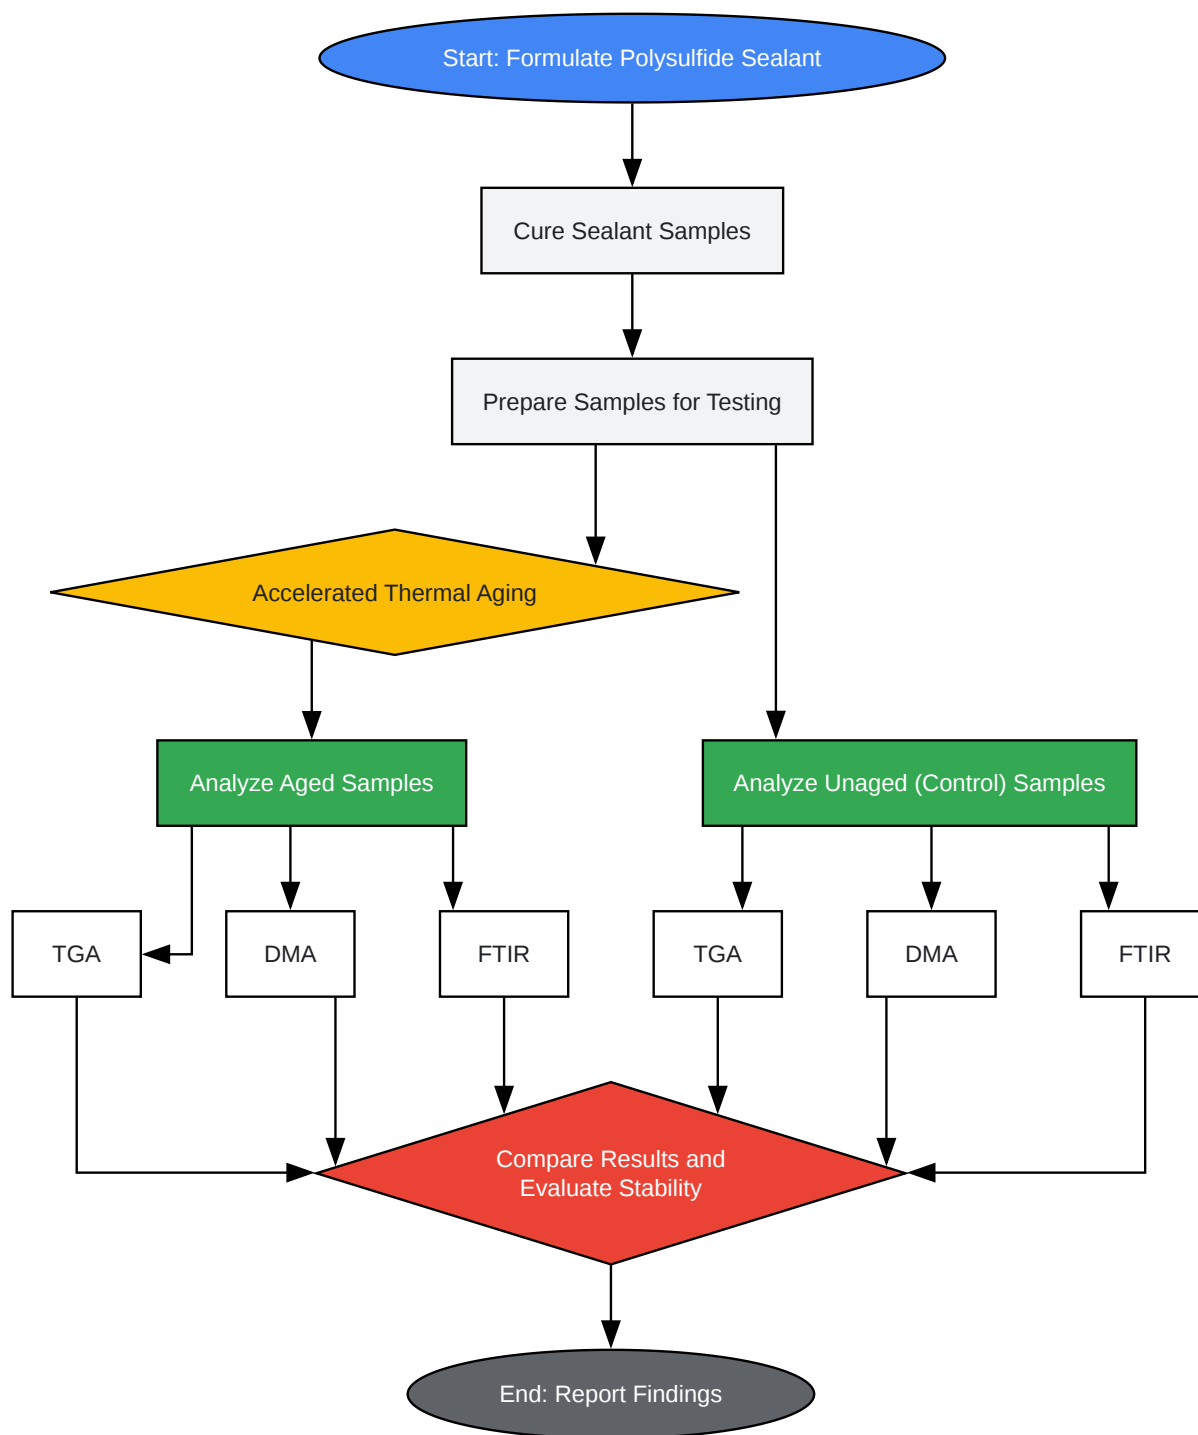 Start: Formulate Polysulfide Sealant
Cure Sealant Samples
Prepare Samples for Testing
Accelerated Thermal Aging
Analyze Aged Samples
Analyze Unaged (Control) Samples
TGA
DMA
FTIR
TGA
DMA
FTIR
Compare Results and
Evaluate Stability
End: Report Findings